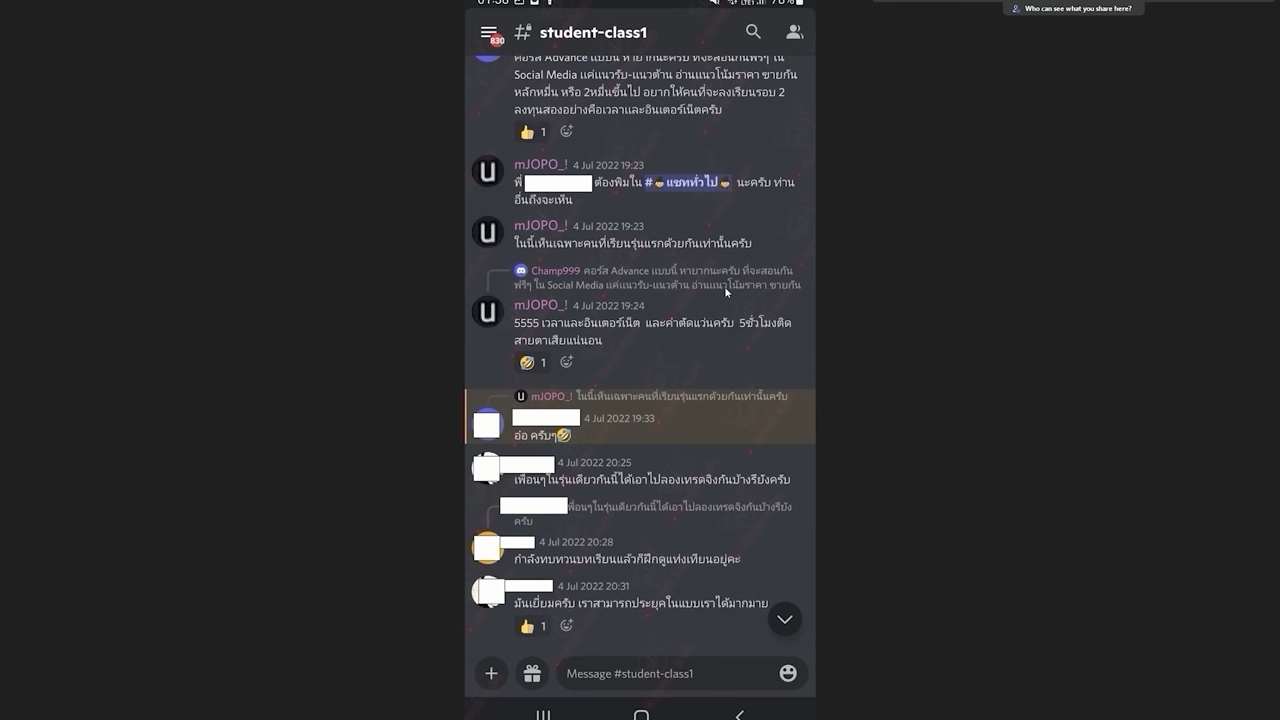 Who can see what you share here?
830
student-class1
คอร์ส Advance แบบนี้ หายากนะครับ ที่จะสอนกันฟรีๆ ใน
Social Media แค่แนวรับ-แนวต้าน อ่านแนวโน้มราคา ขายกัน
หลักหมื่น หรือ 2หมื่นขึ้นไป อยากให้คนที่จะลงเรียนรอบ 2
ลงทุนสองอย่างคือเวลาและอินเตอร์เน็ตครับ
1
mJOPO_! 4 Jul 2022 19:23
พี่ ต้องพิมใน #แชททั่วไป นะครับ ท่าน
อื่นถึงจะเห็น
mJOPO_! 4 Jul 2022 19:23
ในนี้เห็นเฉพาะคนที่เรียนรุ่นแรกด้วยกันเท่านั้นครับ
Champ999 คอร์ส Advance แบบนี้ หายากนะครับ ที่จะสอนกัน
ฟรีๆ ใน Social Media แค่แนวรับ-แนวต้าน อ่านแนวโน้มราคา ขายกัน
mJOPO_! 4 Jul 2022 19:24
5555 เวลาและอินเตอร์เน็ต และค่าตัดแว่นครับ 5ชั่วโมงติด
สายตาเสียแน่นอน
1
mJOPO_! ในนี้เห็นเฉพาะคนที่เรียนรุ่นแรกด้วยกันเท่านั้นครับ
4 Jul 2022 19:33
อ๋อ ครับๆ
4 Jul 2022 20:25
เพื่อนๆในรุ่นเดียวกันนี้ได้เอาไปลองเทรดจิงกันบ้างรึยังครับ
พื่อนๆในรุ่นเดียวกันนี้ได้เอาไปลองเทรดจิงกันบ้างรึยัง
ครับ
4 Jul 2022 20:28
กำลังทบทวนบทเรียนแล้วก็ฝึกดูแท่งเทียนอยู่คะ
4 Jul 2022 20:31
มันเยี่ยมครับ เราสามารถประยุคในแบบเราได้มากมาย
1
Message #student-class1